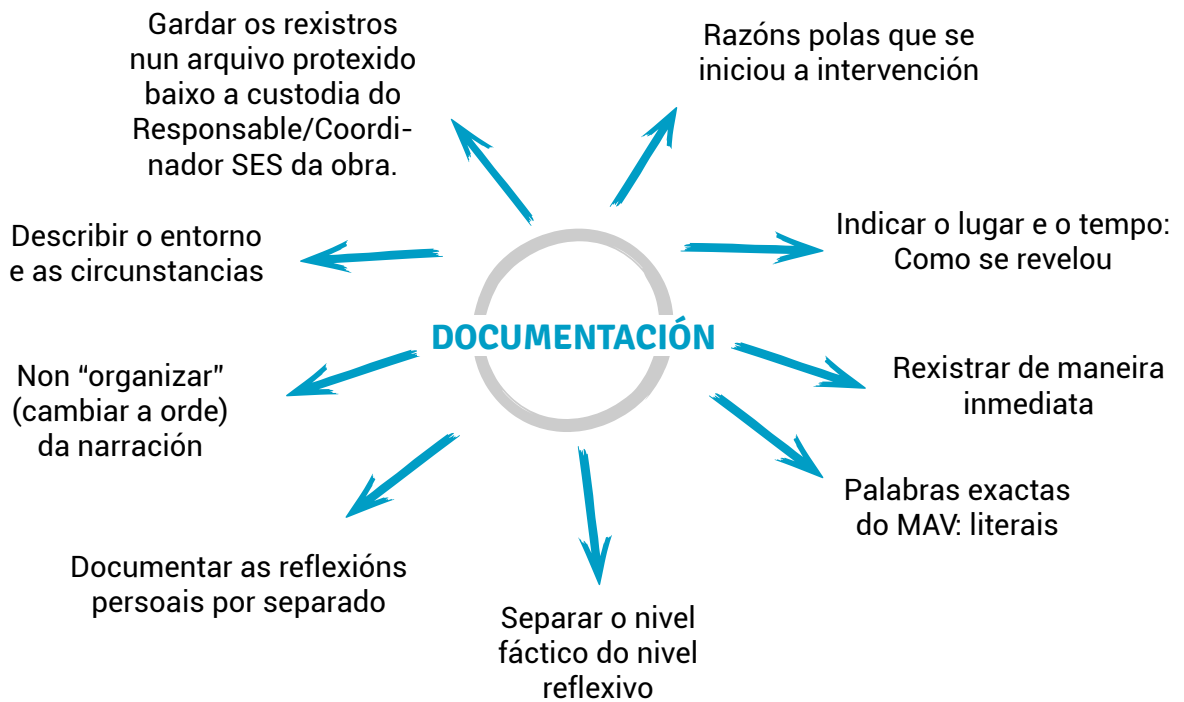 Gardar os rexistros
nun arquivo protexido
baixo a custodia do
Responsable/Coordi-
nador SES da obra.
Razóns polas que se
iniciou a intervención
Describir o entorno
e as circunstancias
Indicar o lugar e o tempo:
Como se revelou
DOCUMENTACIÓN
Non “organizar”
(cambiar a orde)
da narración
Rexistrar de maneira
inmediata
Palabras exactas
do MAV: literais
Documentar as reflexións
persoais por separado
Separar o nivel
fáctico do nivel
reflexivo